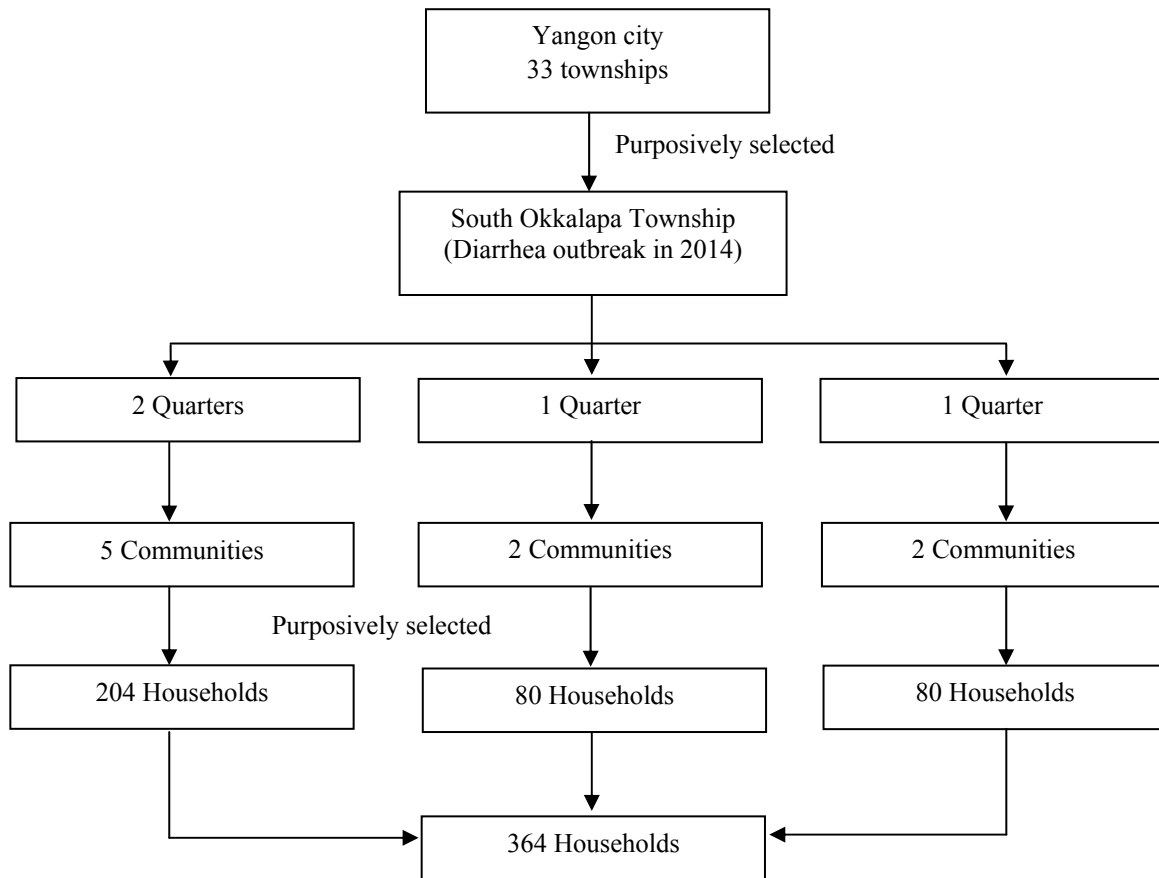 Yangon city
33 townships
Purposively selected
South Okkalapa Township
(Diarrhea outbreak in 2014)
2 Quarters
1 Quarter
1 Quarter
5 Communities
2 Communities
2 Communities
Purposively selected
204 Households
80 Households
80 Households
364 Households